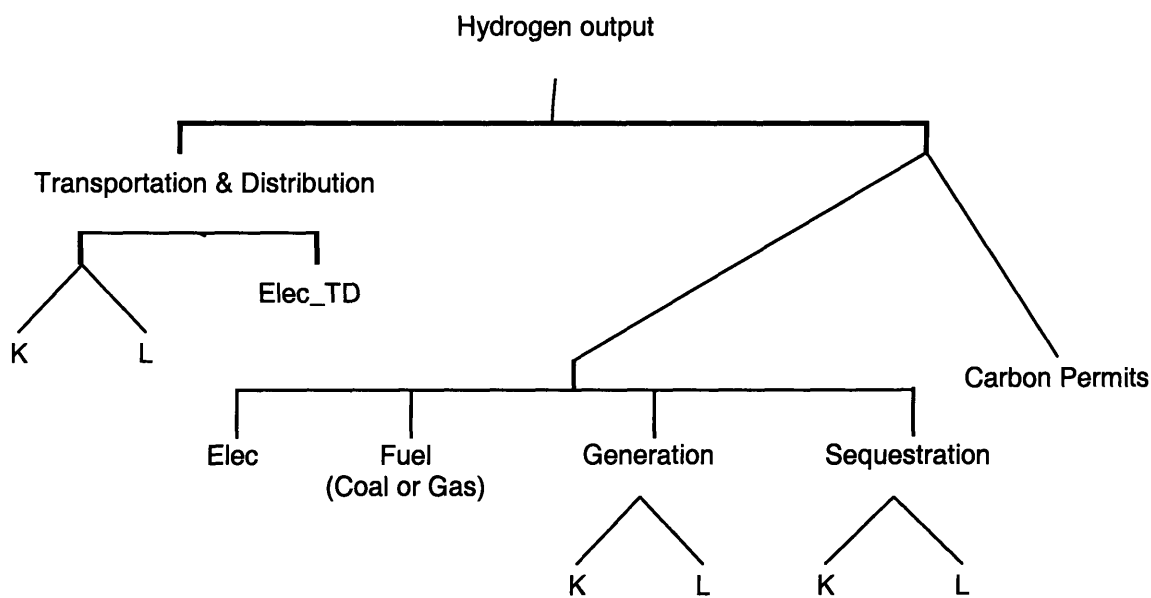 Hydrogen output
Transportation & Distribution
Elec_TD
K L
Carbon Permits
Elec Fuel Generation Sequestration
(Coal or Gas)
K L K L